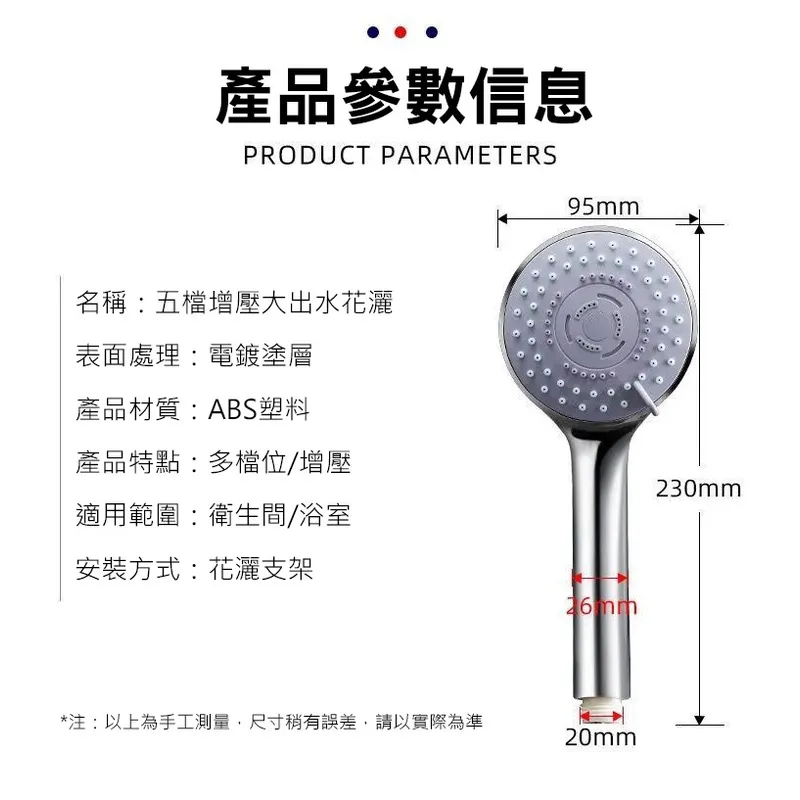 產品參數信息
PRODUCT PARAMETERS
95mm
名稱：五檔增壓大出水花灑
表面處理：電鍍塗層
產品材質：ABS塑料
產品特點：多檔位/增壓
230mm
適用範圍：衛生間/浴室
安裝方式：花灑支架
26mm
*注：以上為手工測量，尺寸稍有誤差，請以實際為準
20mm